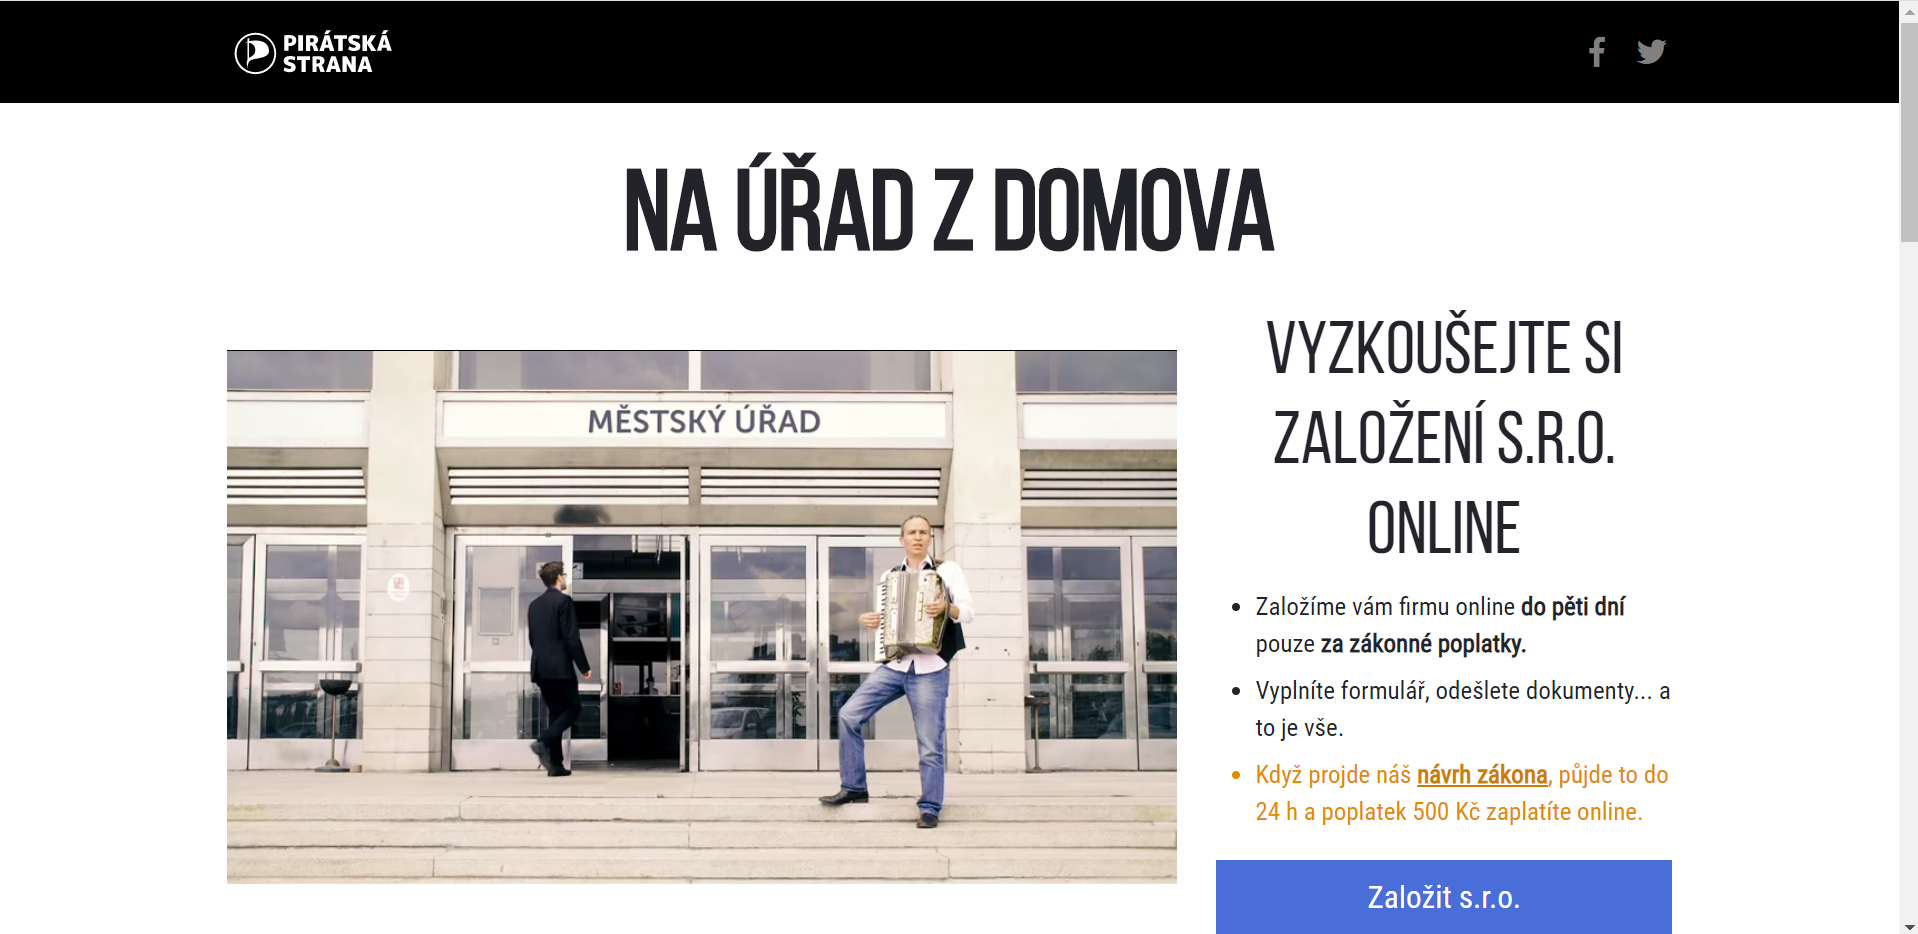 PIRÁTSKÁ
STRANA
NA ÚŘAD Z DOMOVA
MĚSTSKÝ ÚŘAD
VYZKOUŠEJTE SI
ZALOŽENÍ S.R.O.
ONLINE
Založíme vám firmu online do pěti dní
pouze za zákonné poplatky.
Vyplníte formulář, odešlete dokumenty... a
to je vše.
Když projde náš návrh zákona, půjde to do
24 h a poplatek 500 Kč zaplatíte online.
Založit s.r.o.